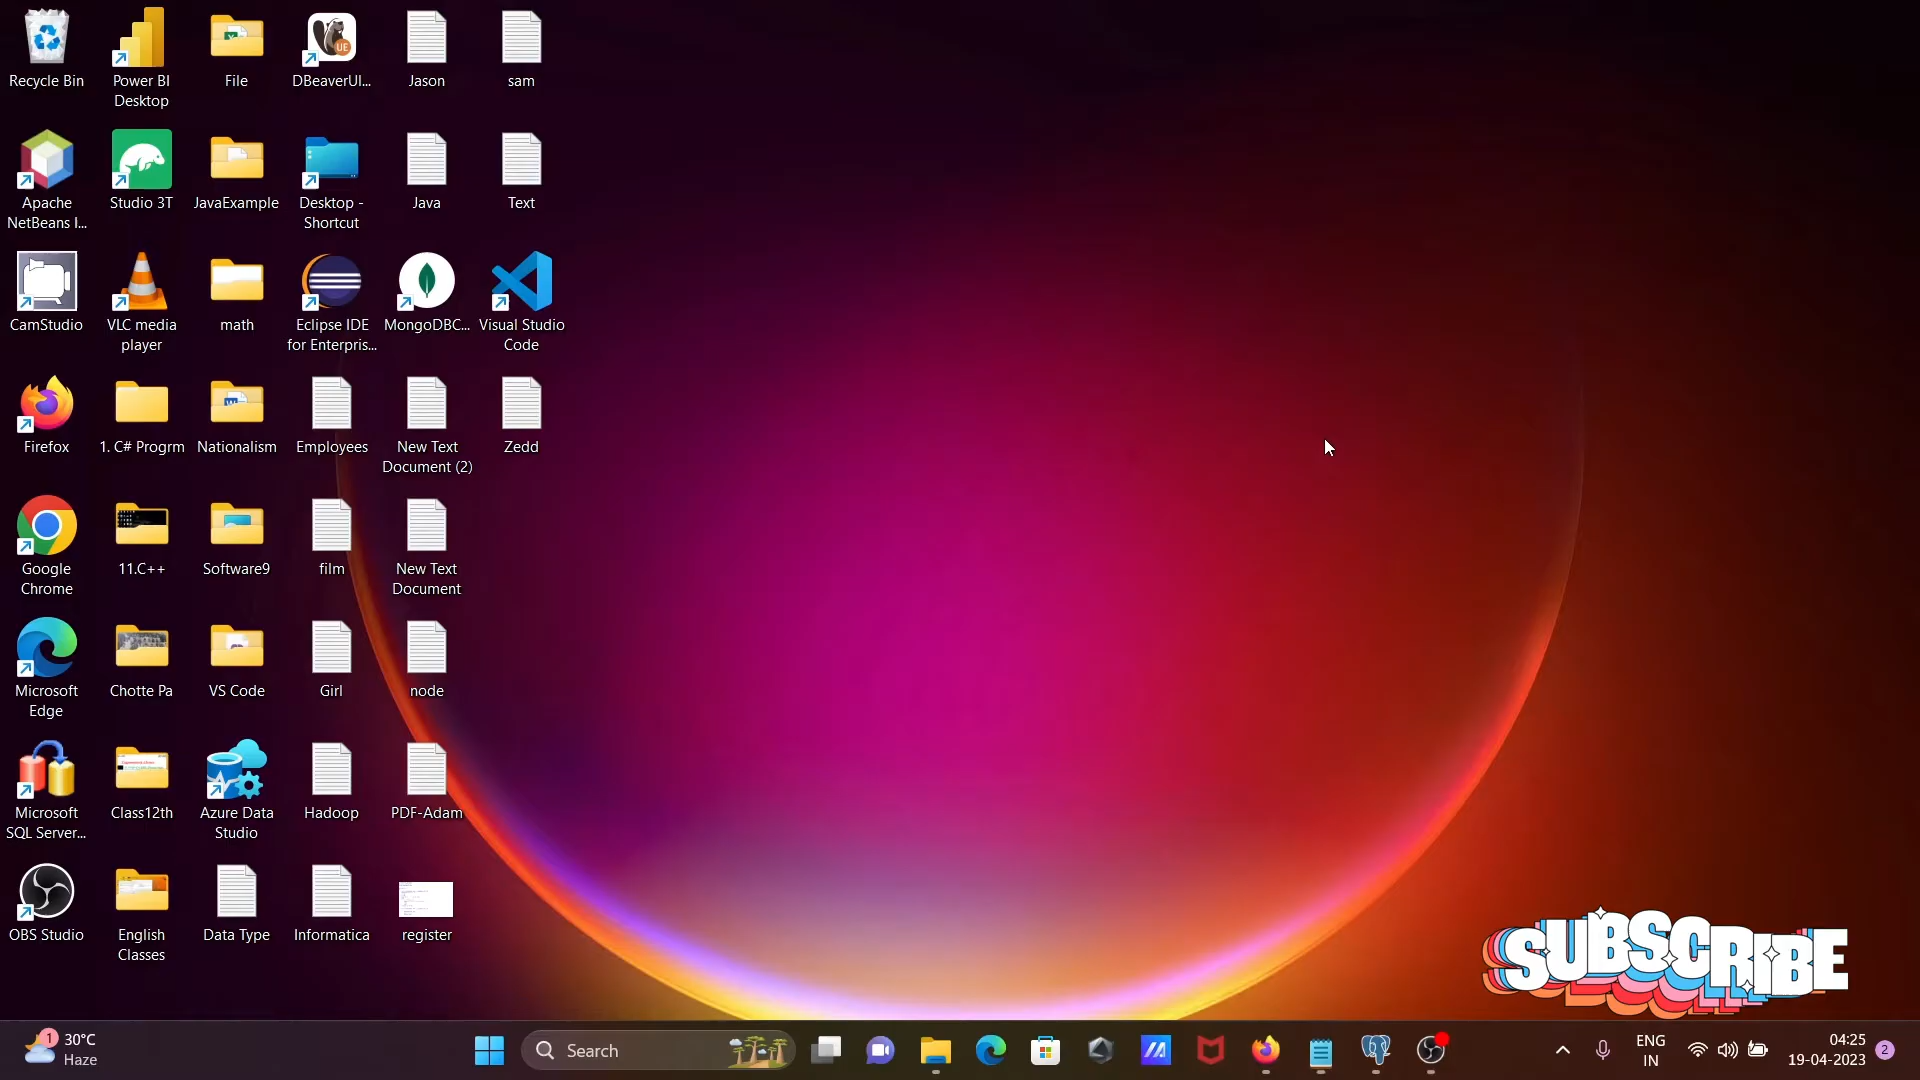 Recycle Bin
Power BI
Desktop
File
DBeaverUl...
Jason
sam
Apache
NetBeans I...
Studio 3T
JavaExample
Desktop -
Shortcut
Java
Text
CamStudio
VLC media
player
math
Eclipse IDE
for Enterpris...
MongoDBC...
Visual Studio
Code
Firefox
1. C# Progrm
Nationalism
Employees
New Text
Document (2)
Zedd
Google
Chrome
11.C++
Software9
film
New Text
Document
Microsoft
Edge
Chotte Pa
VS Code
Girl
node
Microsoft
SQL Server...
Class12th
Azure Data
Studio
Hadoop
PDF-Adam
OBS Studio
English
Classes
Data Type
Informatica
register
SUBSCRIBE
1
30°C
Haze
Search
ENG
IN
04:25
19-04-2023
2